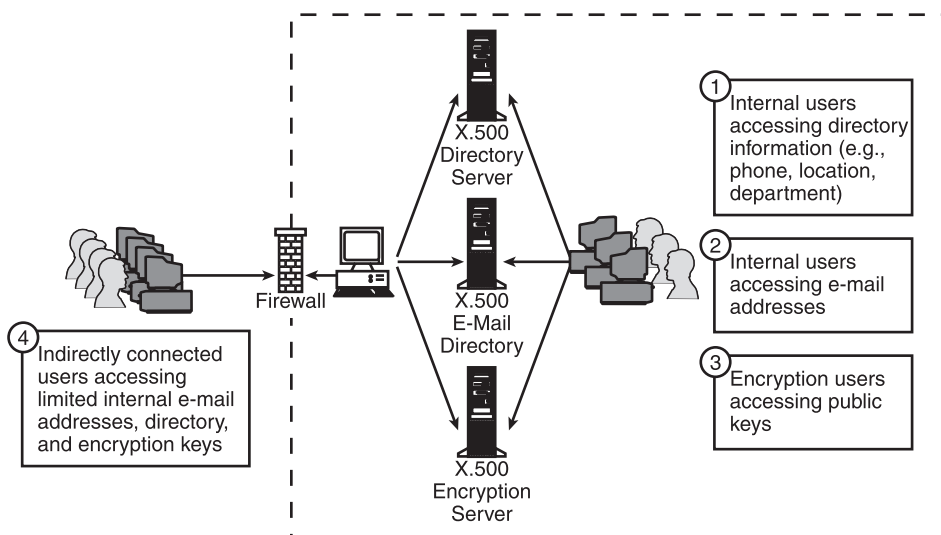 X.500
Directory
Server
1
Internal users
accessing directory
information (e.g.,
phone, location,
department)
2
Internal users
accessing e-mail
addresses
X.500
E-Mail
Directory
Firewall
4
Indirectly connected
users accessing
limited internal e-mail
addresses, directory,
and encryption keys
3
Encryption users
accessing public
keys
X.500
Encryption
Server